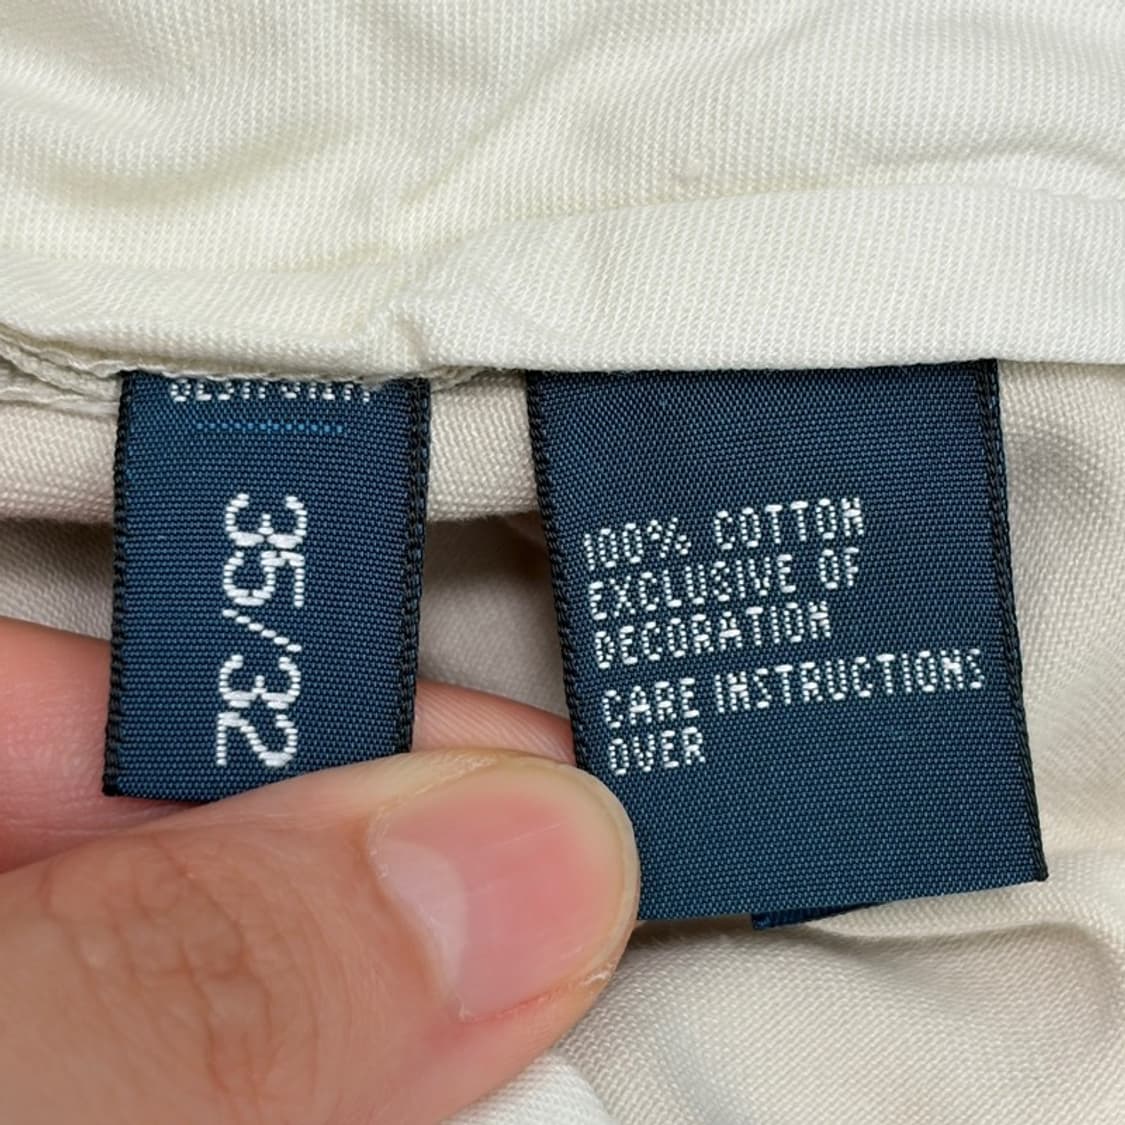 35/32
100% COTTON
EXCLUSIVE OF
DECORATION
CARE INSTRUCTIONS
OVER